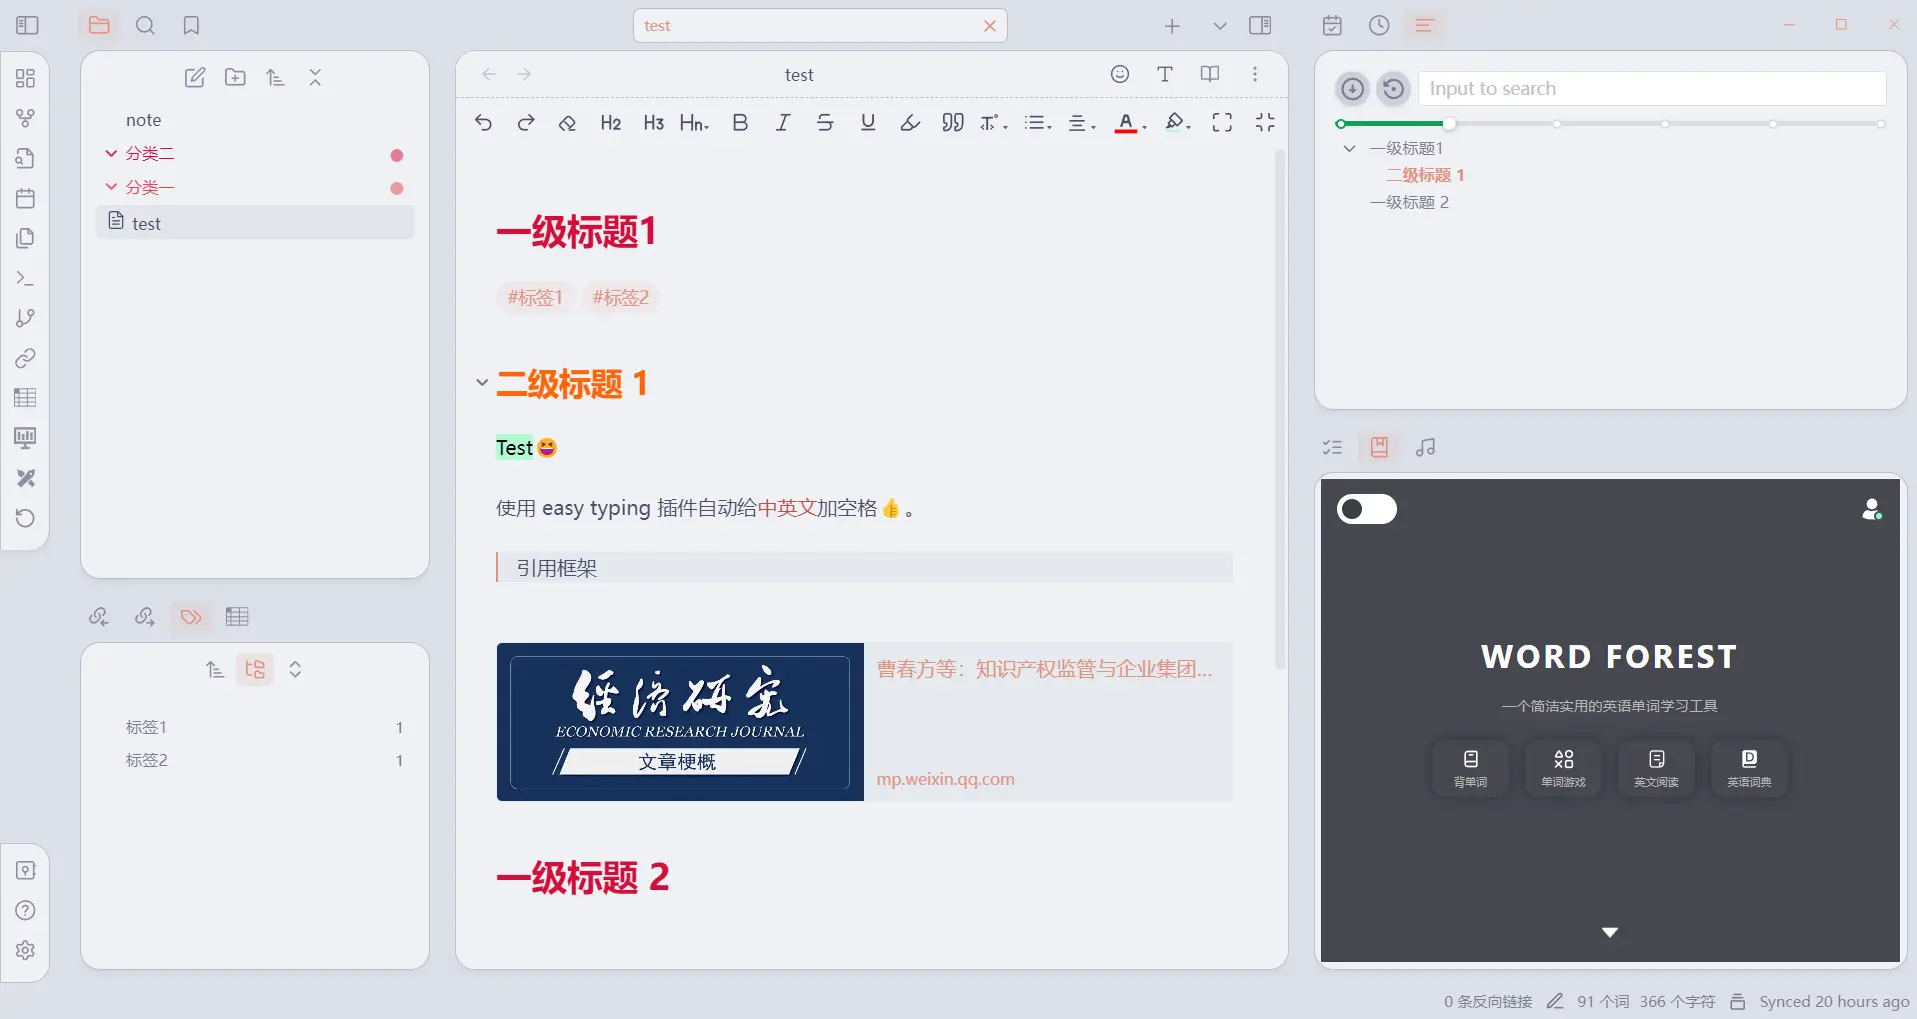 test
note
分类二
分类一
test
标签1 1
标签2 1
test
H2 H3 Hn B I S U A
一级标题1
#标签1 #标签2
二级标题 1
Test😆
使用 easy typing 插件自动给中英文加空格👍。
引用框架
经济研究
ECONOMIC RESEARCH JOURNAL
文章梗概
曹春方等：知识产权监管与企业集团...
mp.weixin.qq.com
一级标题 2
Input to search
一级标题1
二级标题 1
一级标题 2
WORD FOREST
一个简洁实用的英语单词学习工具
背单词 单词游戏 英文阅读 英语词典
0 条反向链接 91 个词 366 个字符 Synced 20 hours ago